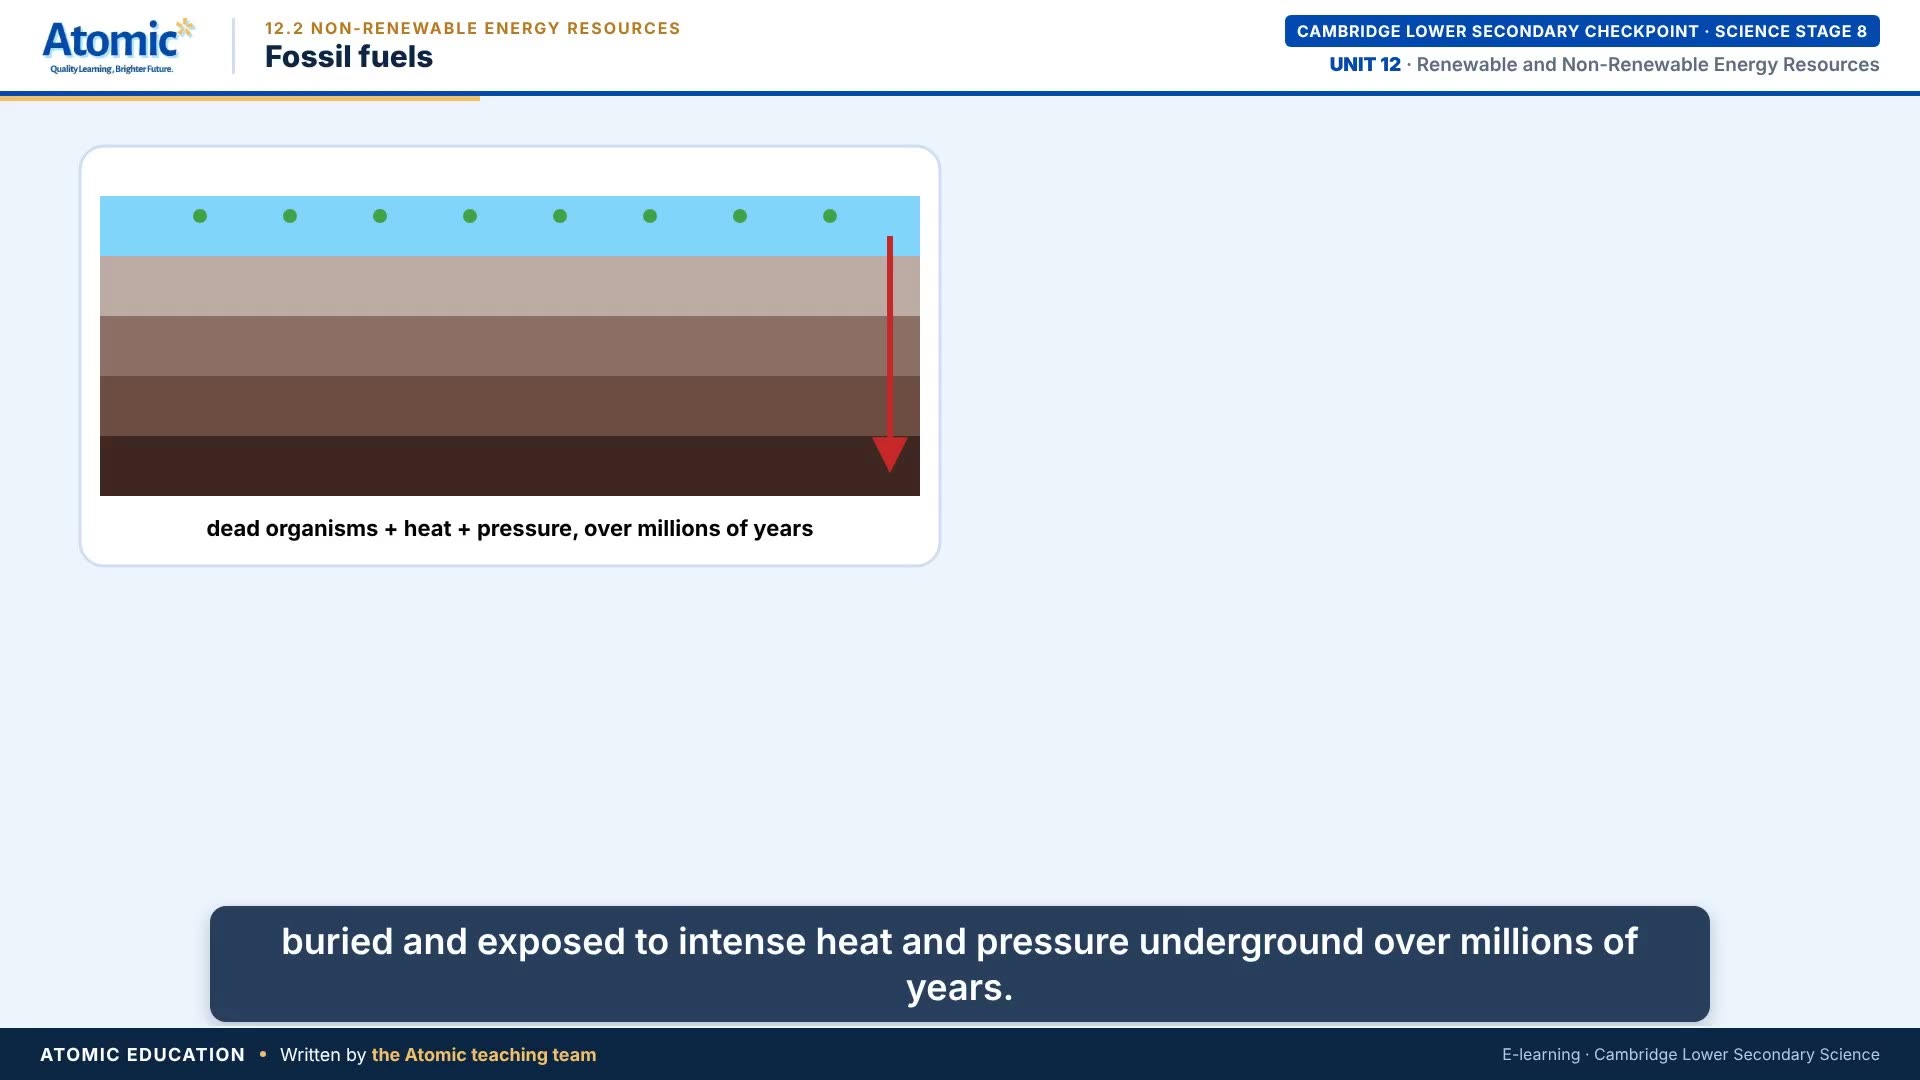 Atomic
Quality Learning, Brighter Future.
12.2 NON-RENEWABLE ENERGY RESOURCES
Fossil fuels
CAMBRIDGE LOWER SECONDARY CHECKPOINT · SCIENCE STAGE 8
UNIT 12 · Renewable and Non-Renewable Energy Resources
dead organisms + heat + pressure, over millions of years
buried and exposed to intense heat and pressure underground over millions of
years.
ATOMIC EDUCATION • Written by the Atomic teaching team
E-learning · Cambridge Lower Secondary Science